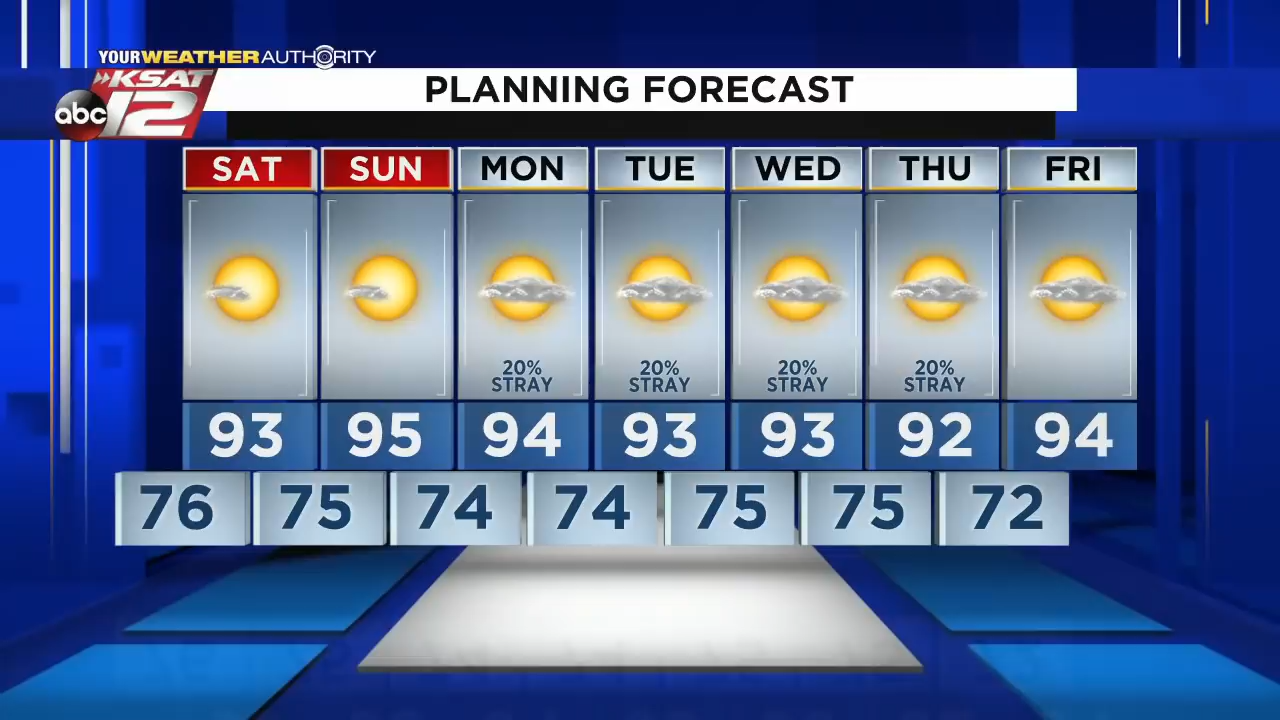 YOURWEATHERAUTHORITY
KSAT
abc 12
PLANNING FORECAST
SAT SUN MON TUE WED THU FRI
20% 20% 20% 20%
STRAY STRAY STRAY STRAY
93 95 94 93 93 92 94
76 75 74 74 75 75 72